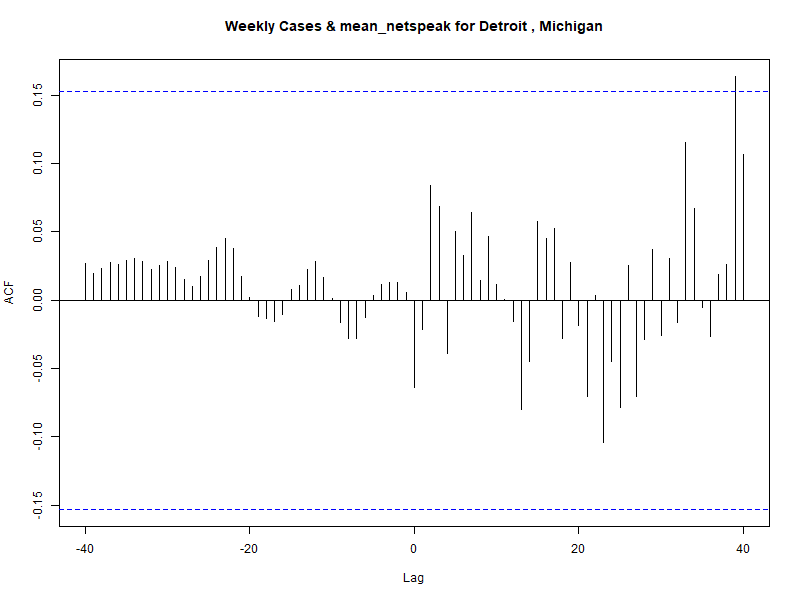 Weekly Cases & mean_netspeak for Detroit , Michigan
ACF
0.15
0.10
0.05
0.00
-0.05
-0.10
-0.15
-40 -20 0 20 40
Lag